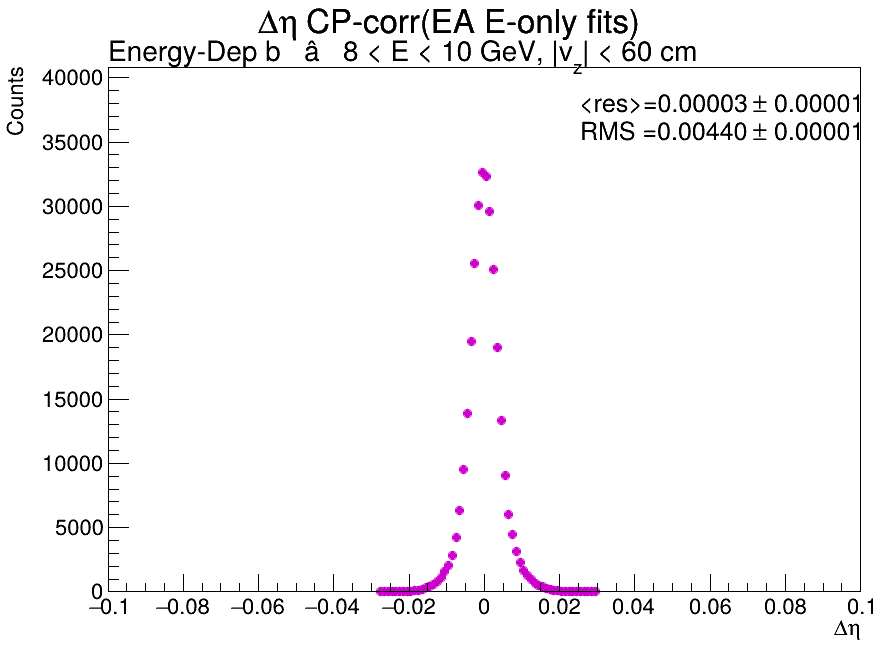 Δη CP-corr(EA E-only fits)
Energy-Dep b â 8 < E < 10 GeV, |v_z| < 60 cm
Counts
<res>=0.00003 ± 0.00001
RMS =0.00440 ± 0.00001
40000
35000
30000
25000
20000
15000
10000
5000
0
−0.1 −0.08 −0.06 −0.04 −0.02 0 0.02 0.04 0.06 0.08 0.1
Δη